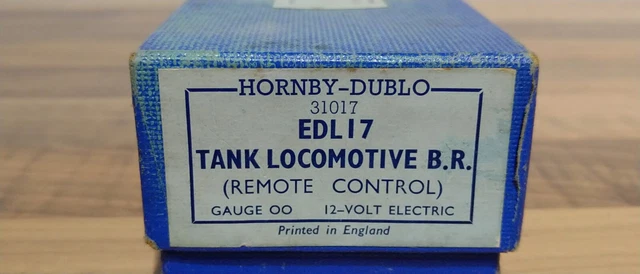 HORNBY-DUBLO
31017
EDL17
TANK LOCOMOTIVE B.R.
(REMOTE CONTROL)
GAUGE OO 12-VOLT ELECTRIC
Printed in England